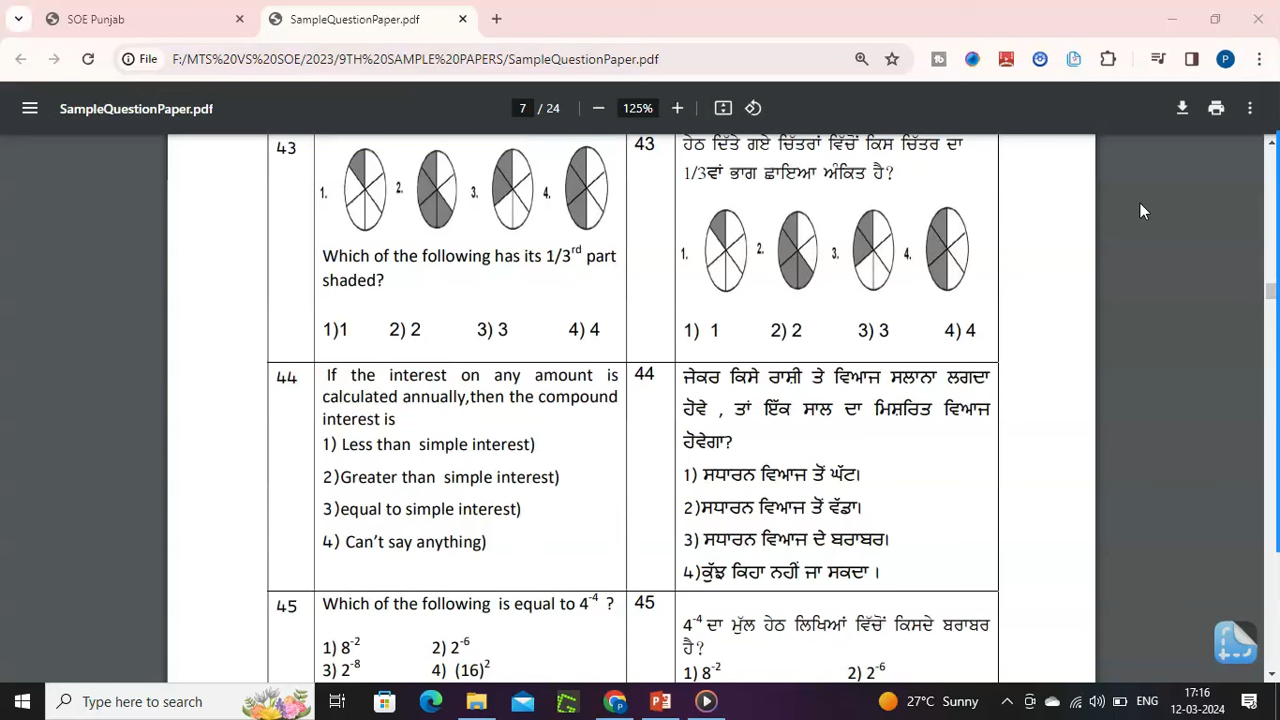 SOE Punjab
SampleQuestionPaper.pdf
File
F:/MTS%20VS%20SOE/2023/9TH%20SAMPLE%20PAPERS/SampleQuestionPaper.pdf
P
SampleQuestionPaper.pdf
7 / 24
125%
43
1.
2.
3.
4.
Which of the following has its 1/3rd part
shaded?
1)1 2) 2 3) 3 4) 4
43
ਹੇਠ ਦਿੱਤੇ ਗਏ ਚਿੱਤਰਾਂ ਵਿੱਚੋਂ ਕਿਸ ਚਿੱਤਰ ਦਾ
1/3ਵਾਂ ਭਾਗ ਛਾਇਆ ਅੰਕਿਤ ਹੈ?
1.
2.
3.
4.
1) 1 2) 2 3) 3 4) 4
44
If the interest on any amount is
calculated annually,then the compound
interest is
1) Less than simple interest)
2)Greater than simple interest)
3)equal to simple interest)
4) Can't say anything)
44
ਜੇਕਰ ਕਿਸੇ ਰਾਸ਼ੀ ਤੇ ਵਿਆਜ ਸਲਾਨਾ ਲਗਦਾ
ਹੋਵੇ , ਤਾਂ ਇੱਕ ਸਾਲ ਦਾ ਮਿਸ਼ਰਿਤ ਵਿਆਜ
ਹੋਵੇਗਾ?
1) ਸਧਾਰਨ ਵਿਆਜ ਤੋਂ ਘੱਟ।
2)ਸਧਾਰਨ ਵਿਆਜ ਤੋਂ ਵੱਡਾ।
3) ਸਧਾਰਨ ਵਿਆਜ ਦੇ ਬਰਾਬਰ।
4)ਕੁੱਝ ਕਿਹਾ ਨਹੀਂ ਜਾ ਸਕਦਾ ।
45
Which of the following is equal to 4⁻⁴ ?
1) 8⁻² 2) 2⁻⁶
3) 2⁻⁸ 4) (16)²
45
4⁻⁴ ਦਾ ਮੁੱਲ ਹੇਠ ਲਿਖਿਆਂ ਵਿੱਚੋਂ ਕਿਸਦੇ ਬਰਾਬਰ
ਹੈ?
1) 8⁻² 2) 2⁻⁶
Type here to search
27°C Sunny
ENG
17:16
12-03-2024